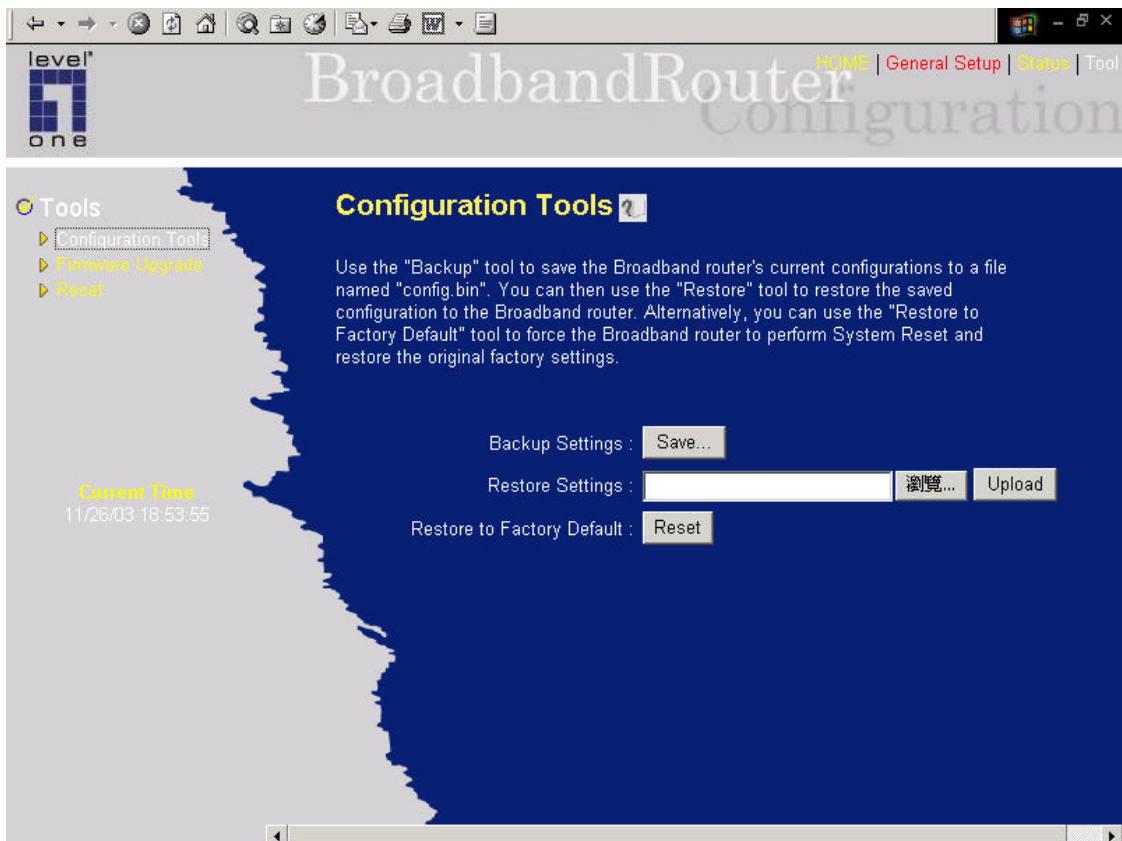 level
one
BroadbandRouter
Configuration
HOME | General Setup | Status | Tool
Tools
Configuration Tools
Firmware Upgrade
Reset
Current Time
11/26/03 18:53:55
Configuration Tools
Use the "Backup" tool to save the Broadband router's current configurations to a file
named "config.bin". You can then use the "Restore" tool to restore the saved
configuration to the Broadband router. Alternatively, you can use the "Restore to
Factory Default" tool to force the Broadband router to perform System Reset and
restore the original factory settings.
Backup Settings : Save...
Restore Settings : 瀏覽... Upload
Restore to Factory Default : Reset